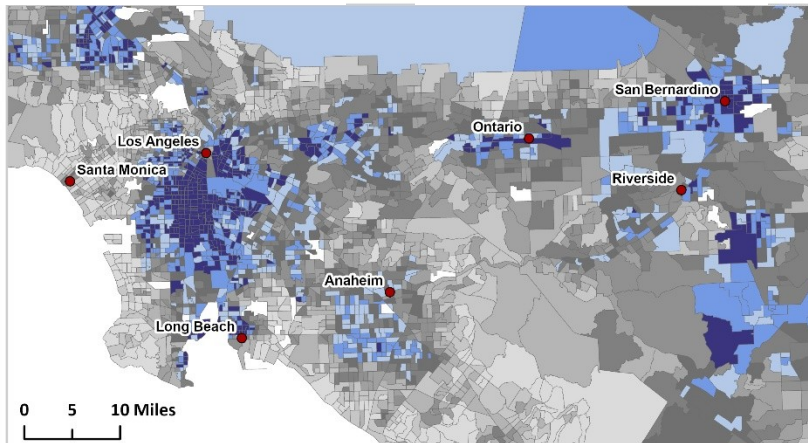 San Bernardino
Ontario
Los Angeles
Santa Monica
Riverside
Anaheim
Long Beach
0 5 10 Miles